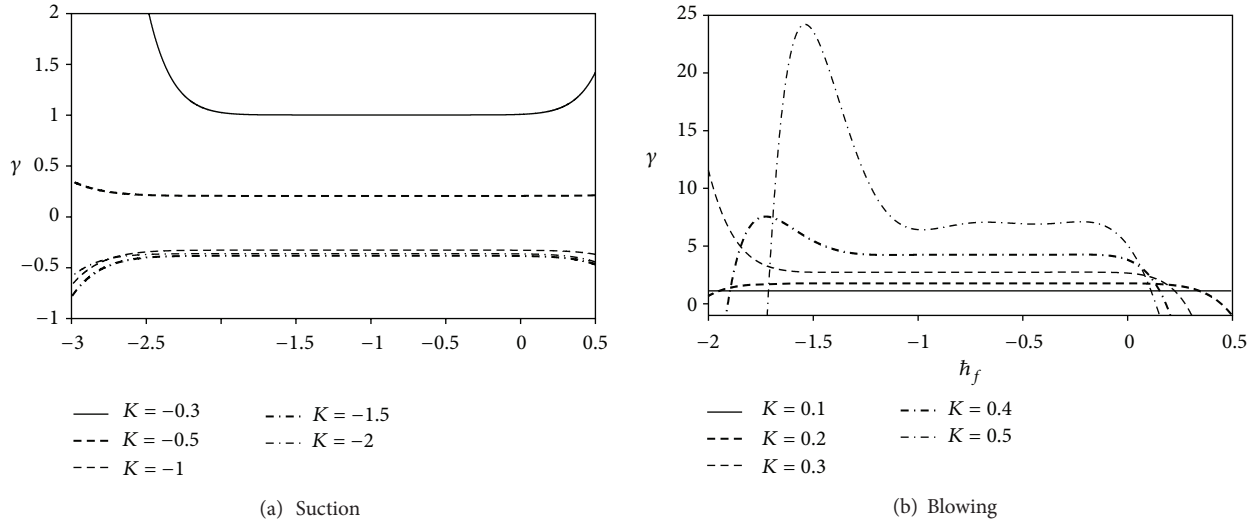 2
1.5
1
γ 0.5
0
−0.5
−1
−3 −2.5 −1.5 −1 −0.5 0 0.5
K = −0.3 K = −1.5
K = −0.5 K = −2
K = −1
(a) Suction
25
20
15
γ
10
5
0
−2 −1.5 −1 −0.5 0 0.5
ℏ_f
K = 0.1 K = 0.4
K = 0.2 K = 0.5
K = 0.3
(b) Blowing